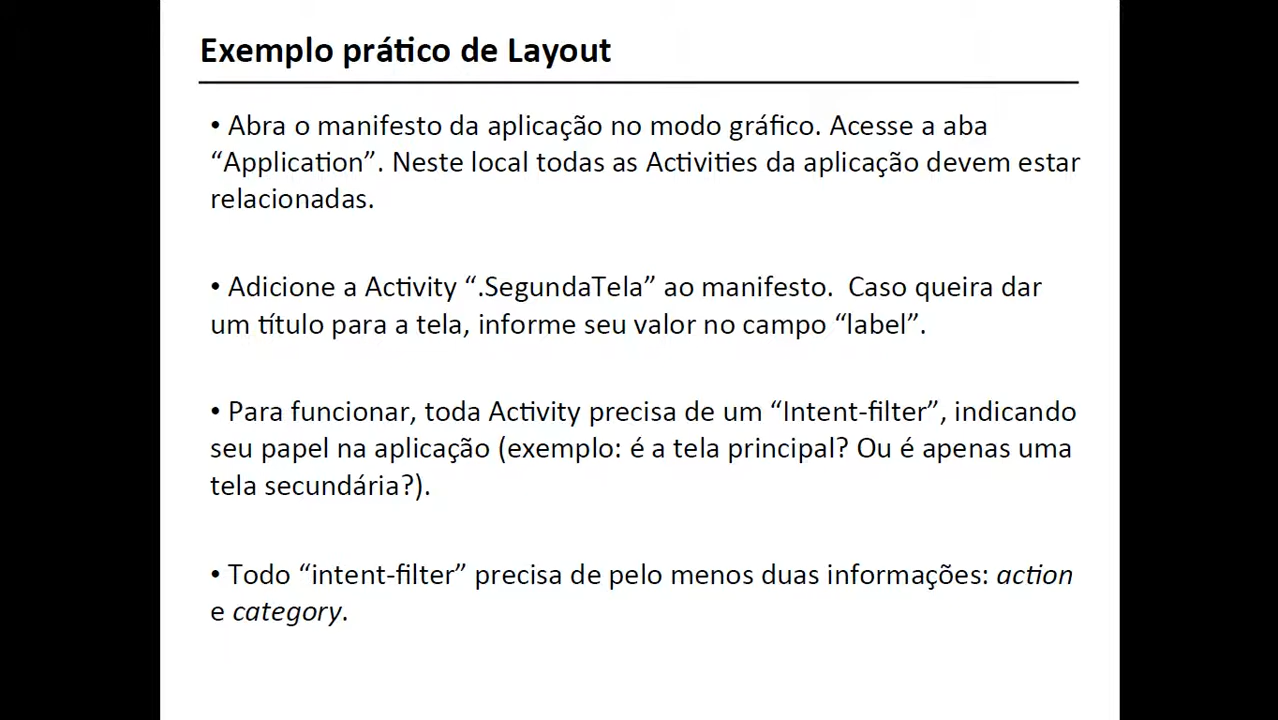 Exemplo prático de Layout
• Abra o manifesto da aplicação no modo gráfico. Acesse a aba
“Application”. Neste local todas as Activities da aplicação devem estar
relacionadas.
• Adicione a Activity “.SegundaTela” ao manifesto.  Caso queira dar
um título para a tela, informe seu valor no campo “label”.
• Para funcionar, toda Activity precisa de um “Intent-filter”, indicando
seu papel na aplicação (exemplo: é a tela principal? Ou é apenas uma
tela secundária?).
• Todo “intent-filter” precisa de pelo menos duas informações: action
e category.